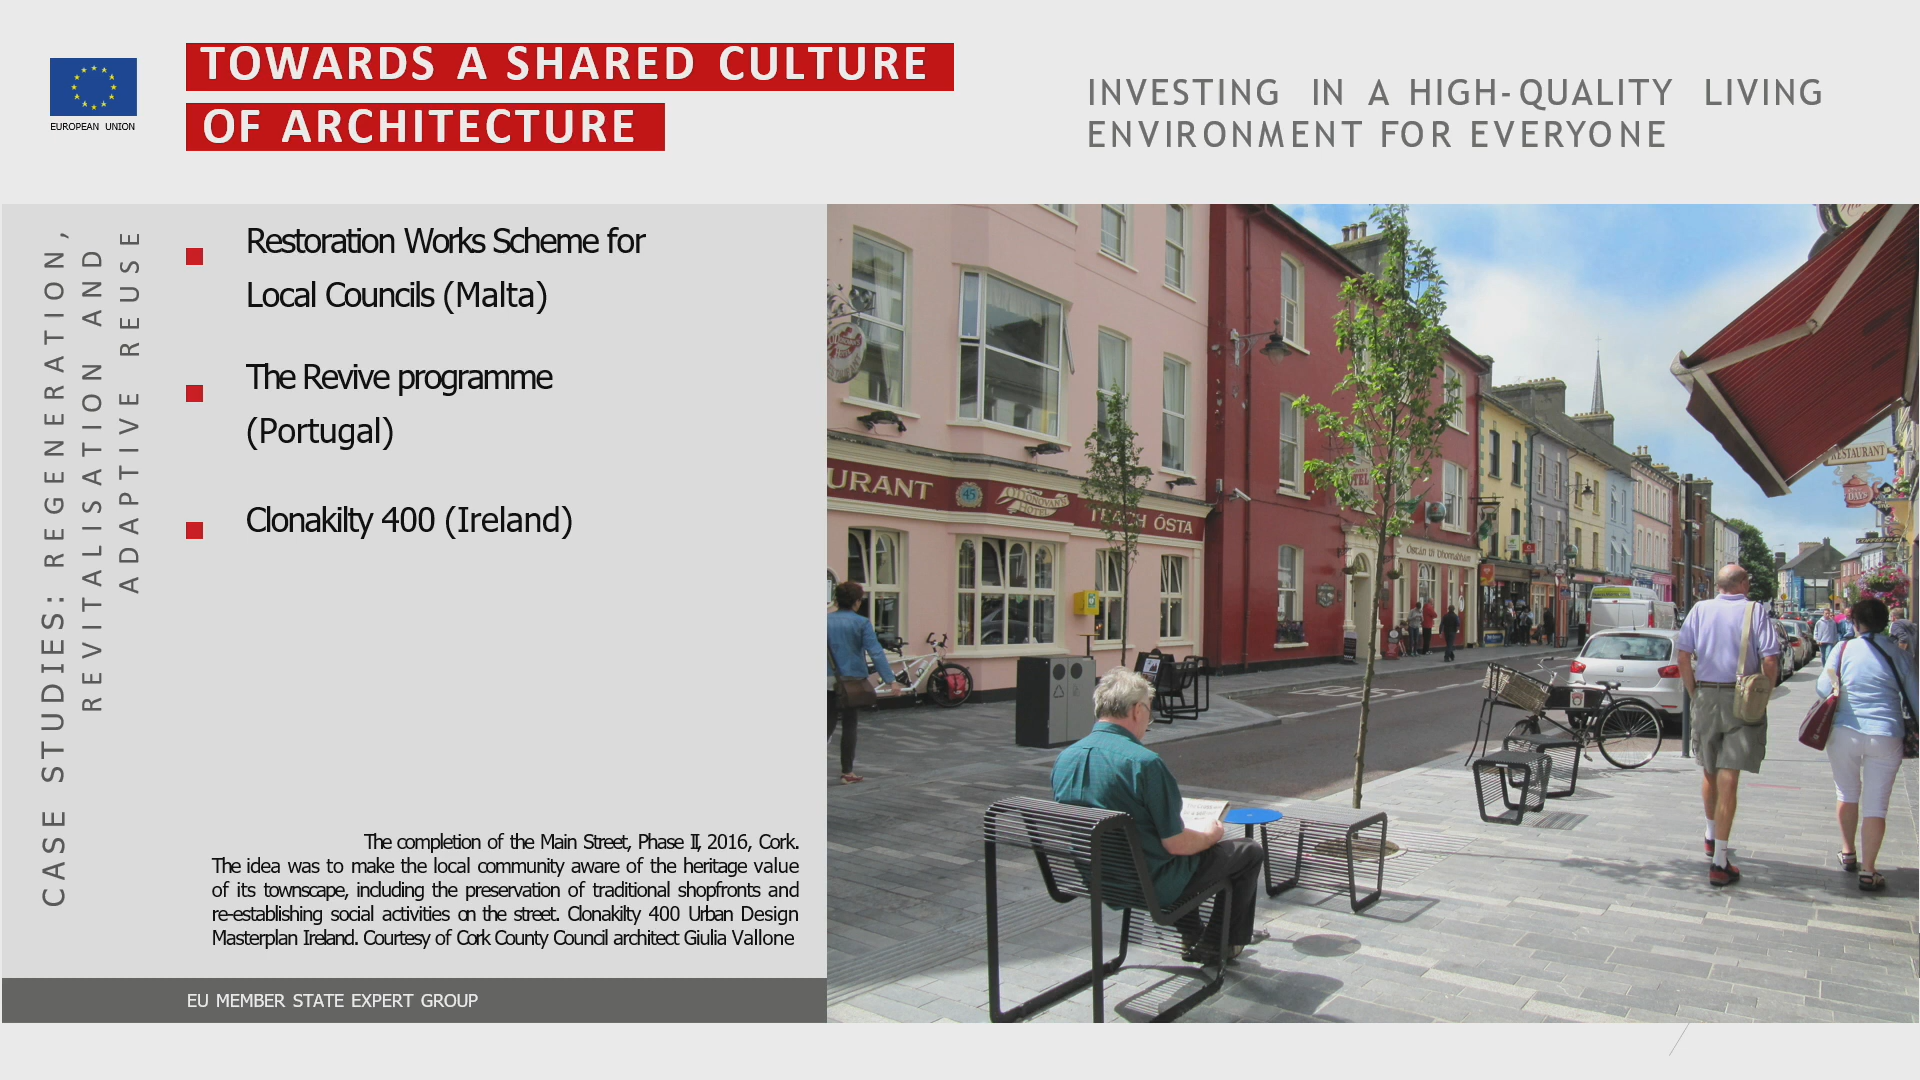 TOWARDS A SHARED CULTURE
OF ARCHITECTURE
EUROPEAN UNION
INVESTING IN A HIGH-QUALITY LIVING
ENVIRONMENT FOR EVERYONE
CASE STUDIES: REGENERATION,
REVITALISATION AND
ADAPTIVE REUSE
Restoration Works Scheme for
Local Councils (Malta)
The Revive programme
(Portugal)
Clonakilty 400 (Ireland)
The completion of the Main Street, Phase II, 2016, Cork.
The idea was to make the local community aware of the heritage value
of its townscape, including the preservation of traditional shopfronts and
re-establishing social activities on the street. Clonakilty 400 Urban Design
Masterplan Ireland. Courtesy of Cork County Council architect Giulia Vallone
EU MEMBER STATE EXPERT GROUP
URANT
45
O'DONOVAN'S
HOTEL
TEACH ÓSTA
RESTAURANT
DAYS